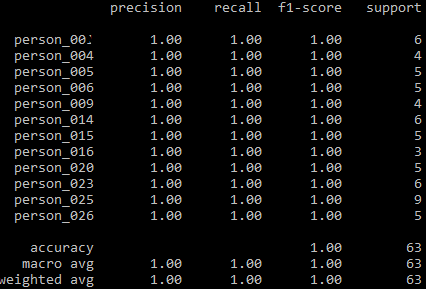 precision recall f1-score support
person_001 1.00 1.00 1.00 6
person_004 1.00 1.00 1.00 4
person_005 1.00 1.00 1.00 5
person_006 1.00 1.00 1.00 5
person_009 1.00 1.00 1.00 4
person_014 1.00 1.00 1.00 6
person_015 1.00 1.00 1.00 5
person_016 1.00 1.00 1.00 3
person_020 1.00 1.00 1.00 5
person_023 1.00 1.00 1.00 6
person_025 1.00 1.00 1.00 9
person_026 1.00 1.00 1.00 5
accuracy 1.00 63
macro avg 1.00 1.00 1.00 63
weighted avg 1.00 1.00 1.00 63